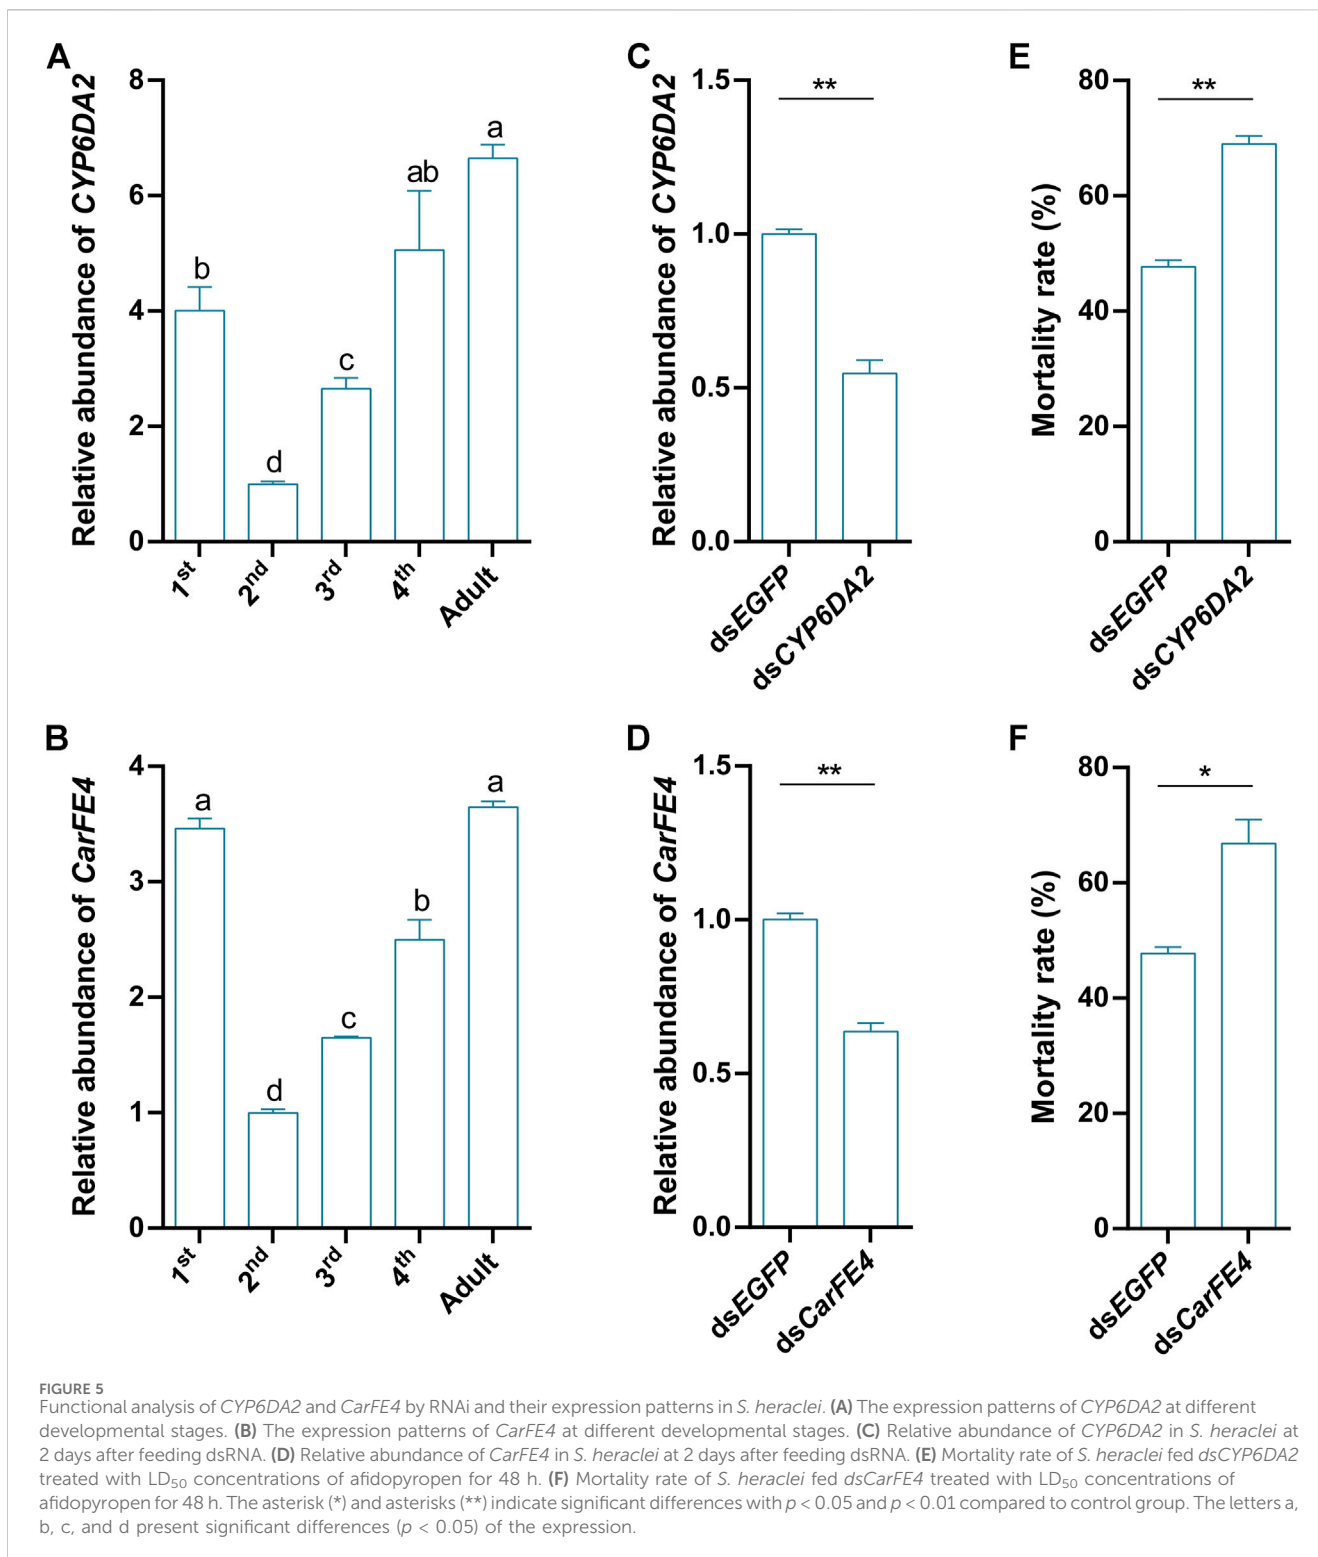 A
Relative abundance of CYP6DA2
8
6
4
2
0
b
d
c
ab
a
1st
2nd
3rd
4th
Adult
C
Relative abundance of CYP6DA2
1.5
1.0
0.5
0.0
**
dsEGFP
dsCYP6DA2
E
Mortality rate (%)
80
60
40
20
0
**
dsEGFP
dsCYP6DA2
B
Relative abundance of CarFE4
4
3
2
1
0
a
d
c
b
a
1st
2nd
3rd
4th
Adult
D
Relative abundance of CarFE4
1.5
1.0
0.5
0.0
**
dsEGFP
dsCarFE4
F
Mortality rate (%)
80
60
40
20
0
*
dsEGFP
dsCarFE4
FIGURE 5
Functional analysis of CYP6DA2 and CarFE4 by RNAi and their expression patterns in S. heraclei. (A) The expression patterns of CYP6DA2 at different
developmental stages. (B) The expression patterns of CarFE4 at different developmental stages. (C) Relative abundance of CYP6DA2 in S. heraclei at
2 days after feeding dsRNA. (D) Relative abundance of CarFE4 in S. heraclei at 2 days after feeding dsRNA. (E) Mortality rate of S. heraclei fed dsCYP6DA2
treated with LD50 concentrations of afidopyropen for 48 h. (F) Mortality rate of S. heraclei fed dsCarFE4 treated with LD50 concentrations of
afidopyropen for 48 h. The asterisk (*) and asterisks (**) indicate significant differences with p < 0.05 and p < 0.01 compared to control group. The letters a,
b, c, and d present significant differences (p < 0.05) of the expression.